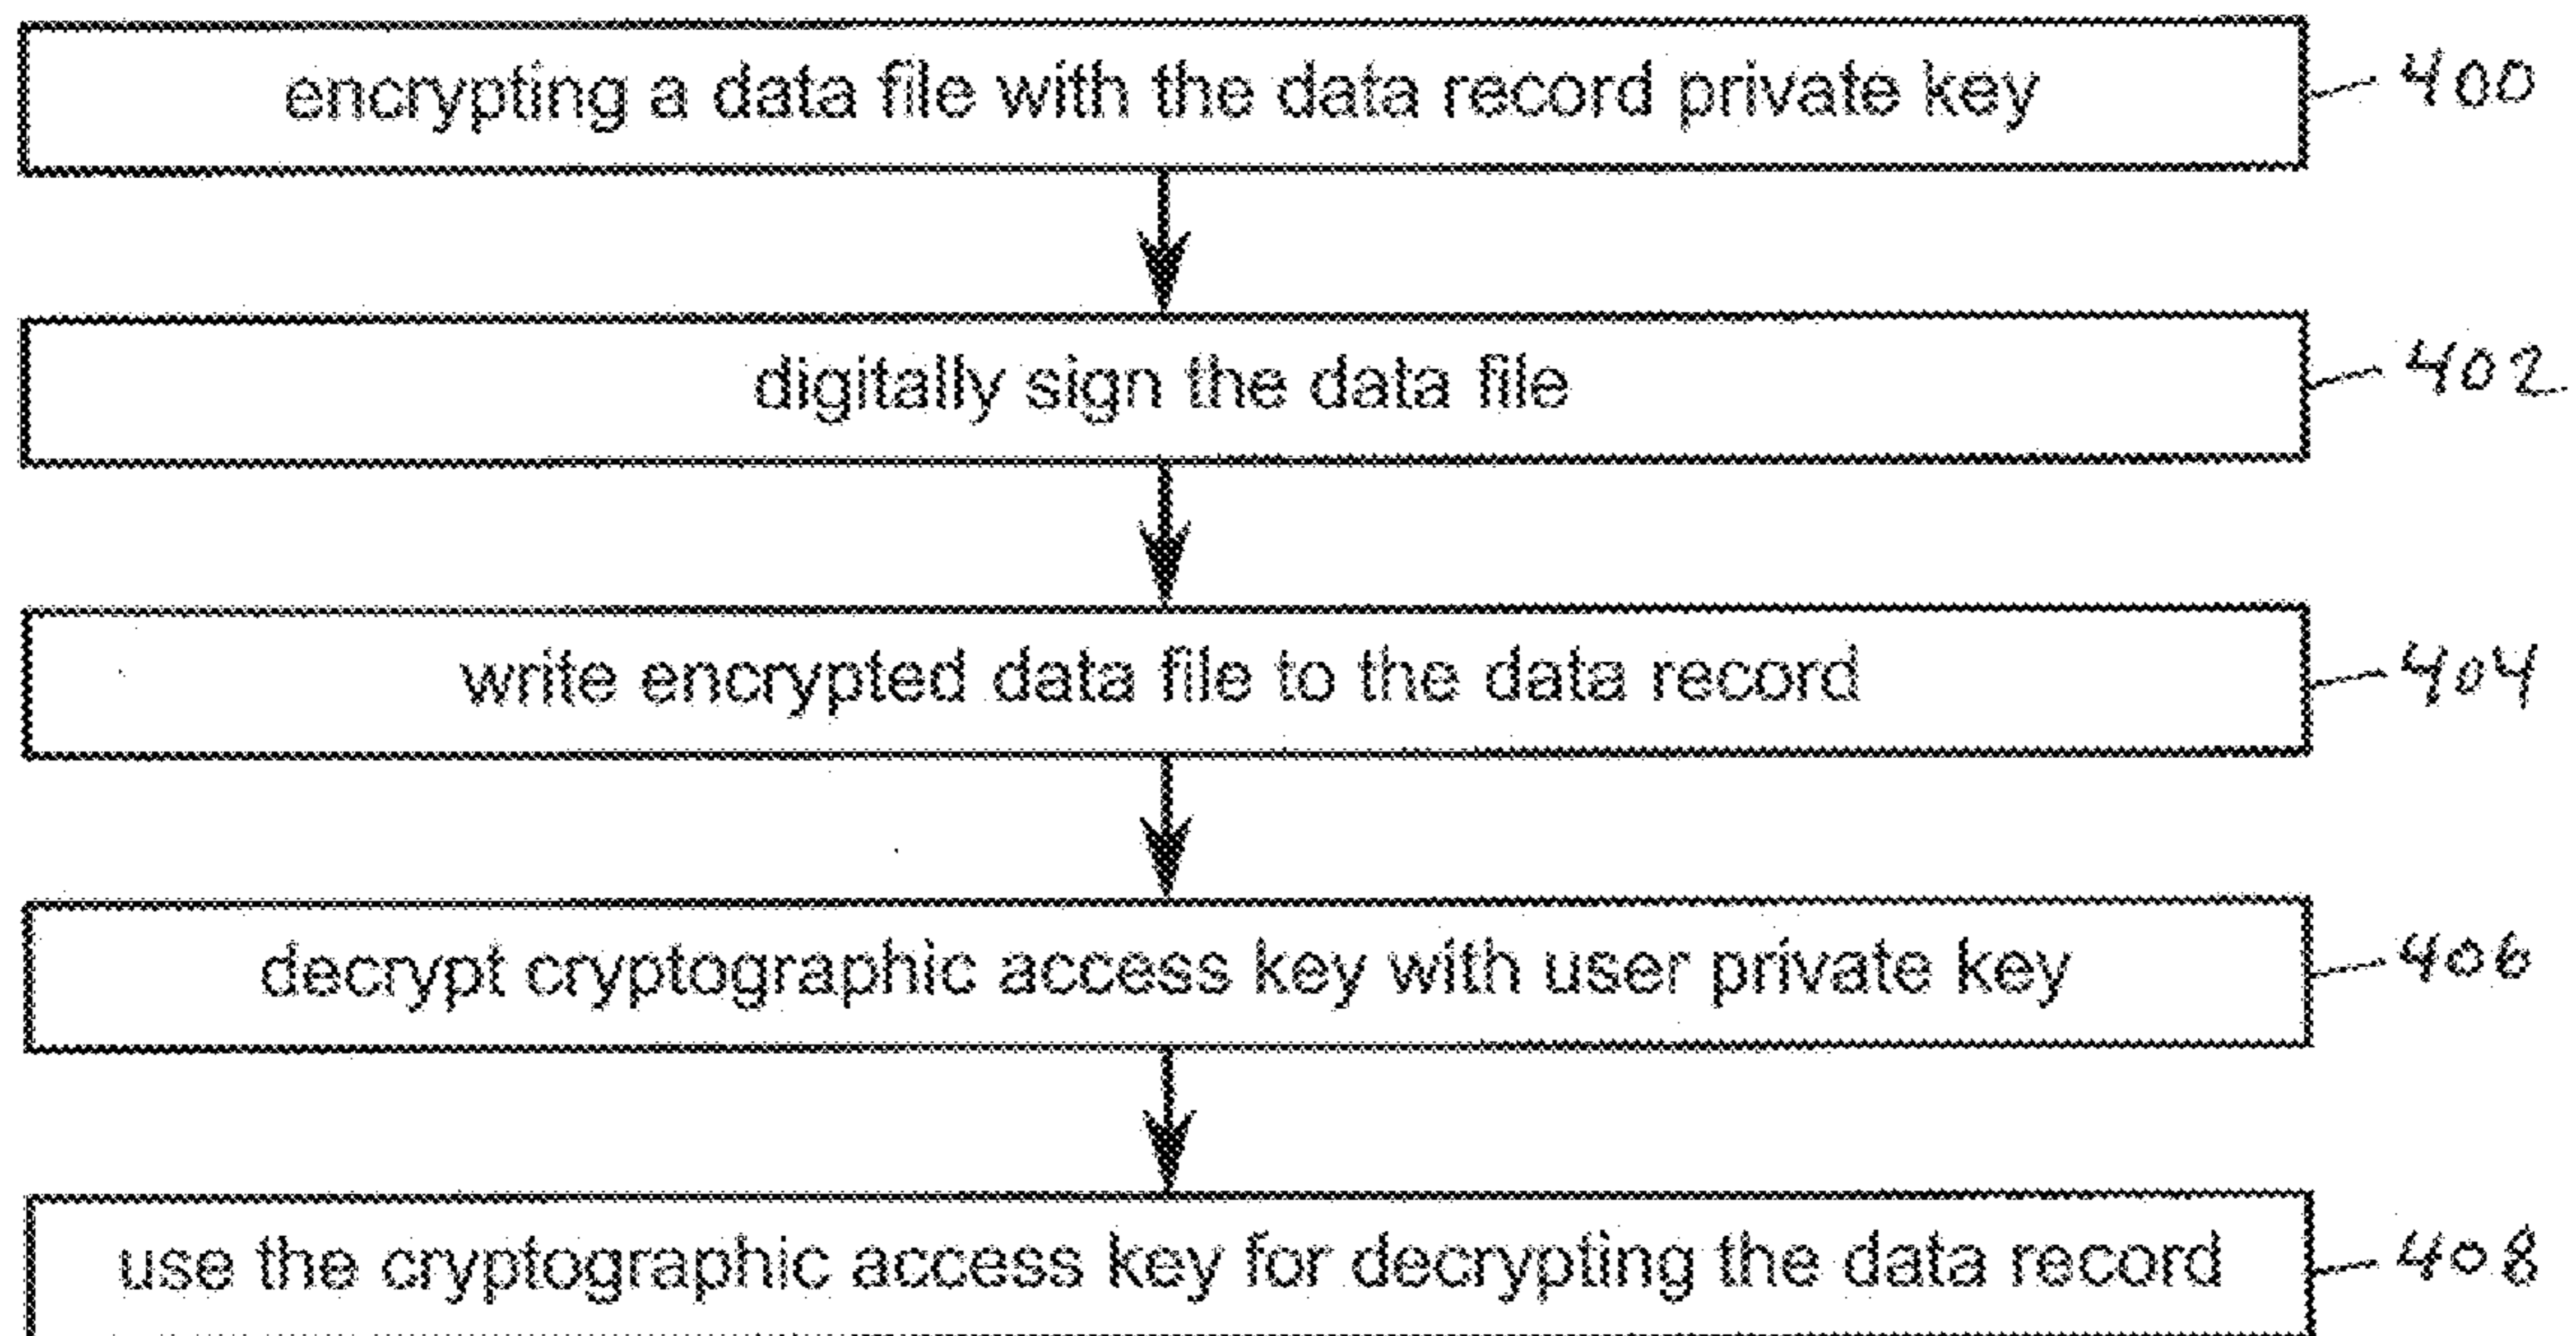 encrypting a data file with the data record private key 400
digitally sign the data file 402
write encrypted data file to the data record 404
decrypt cryptographic access key with user private key 406
use the cryptographic access key for decrypting the data record 408